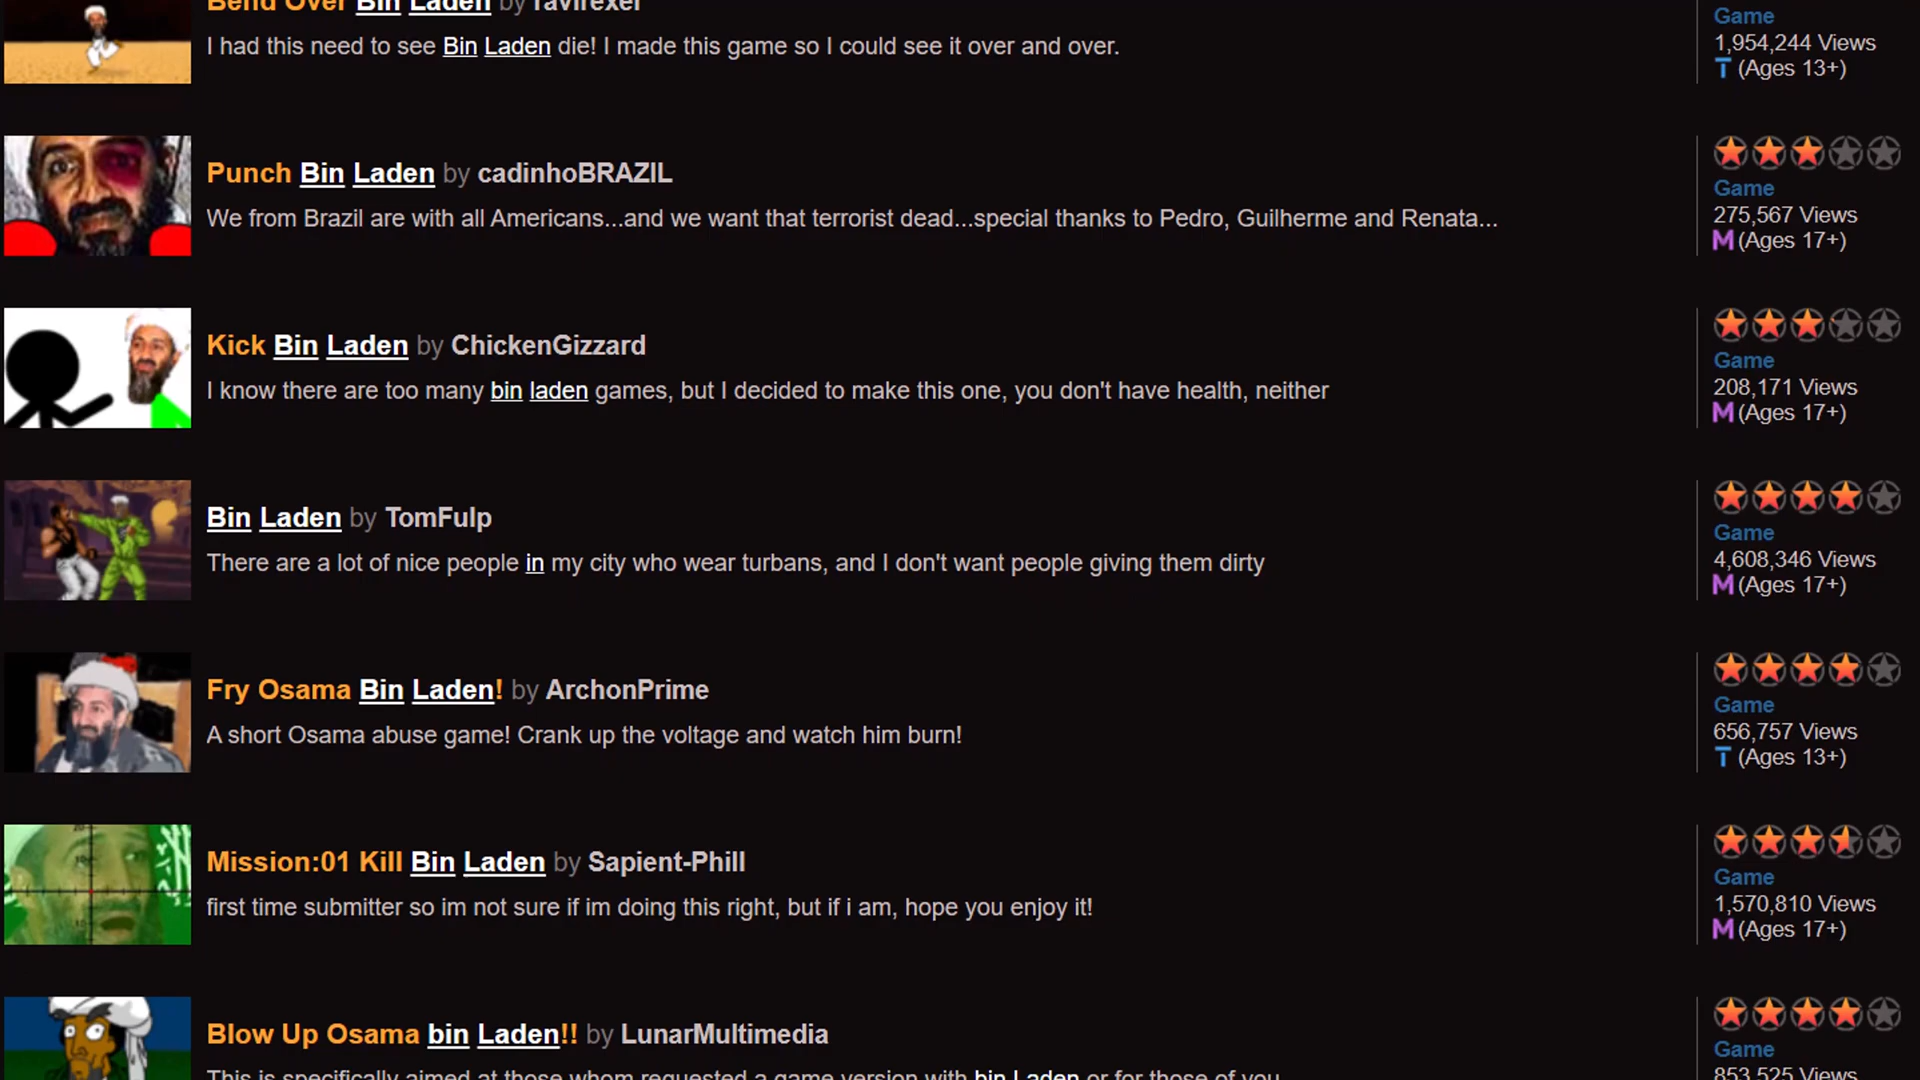 Bend Over Bin Laden by
I had this need to see Bin Laden die! I made this game so I could see it over and over.
Game
1,954,244 Views
T (Ages 13+)
Punch Bin Laden by cadinhoBRAZIL
We from Brazil are with all Americans...and we want that terrorist dead...special thanks to Pedro, Guilherme and Renata...
Game
275,567 Views
M (Ages 17+)
Kick Bin Laden by ChickenGizzard
I know there are too many bin laden games, but I decided to make this one, you don't have health, neither
Game
208,171 Views
M (Ages 17+)
Bin Laden by TomFulp
There are a lot of nice people in my city who wear turbans, and I don't want people giving them dirty
Game
4,608,346 Views
M (Ages 17+)
Fry Osama Bin Laden! by ArchonPrime
A short Osama abuse game! Crank up the voltage and watch him burn!
Game
656,757 Views
T (Ages 13+)
Mission:01 Kill Bin Laden by Sapient-Phill
first time submitter so im not sure if im doing this right, but if i am, hope you enjoy it!
Game
1,570,810 Views
M (Ages 17+)
Blow Up Osama bin Laden!! by LunarMultimedia
This is specifically aimed at those whom requested a game version with bin Laden or for those of you
Game
853,525 Views